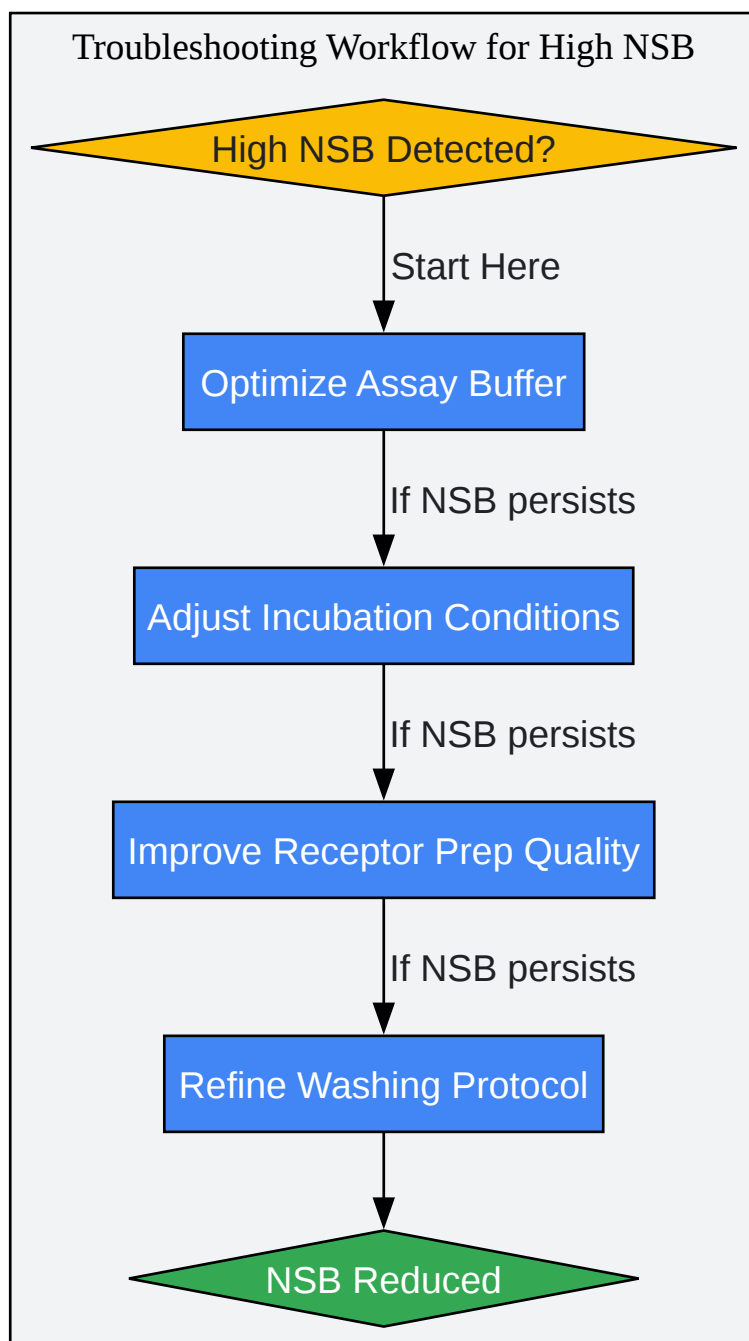 Troubleshooting Workflow for High NSB
High NSB Detected?
Start Here
Optimize Assay Buffer
If NSB persists
Adjust Incubation Conditions
If NSB persists
Improve Receptor Prep Quality
If NSB persists
Refine Washing Protocol
NSB Reduced